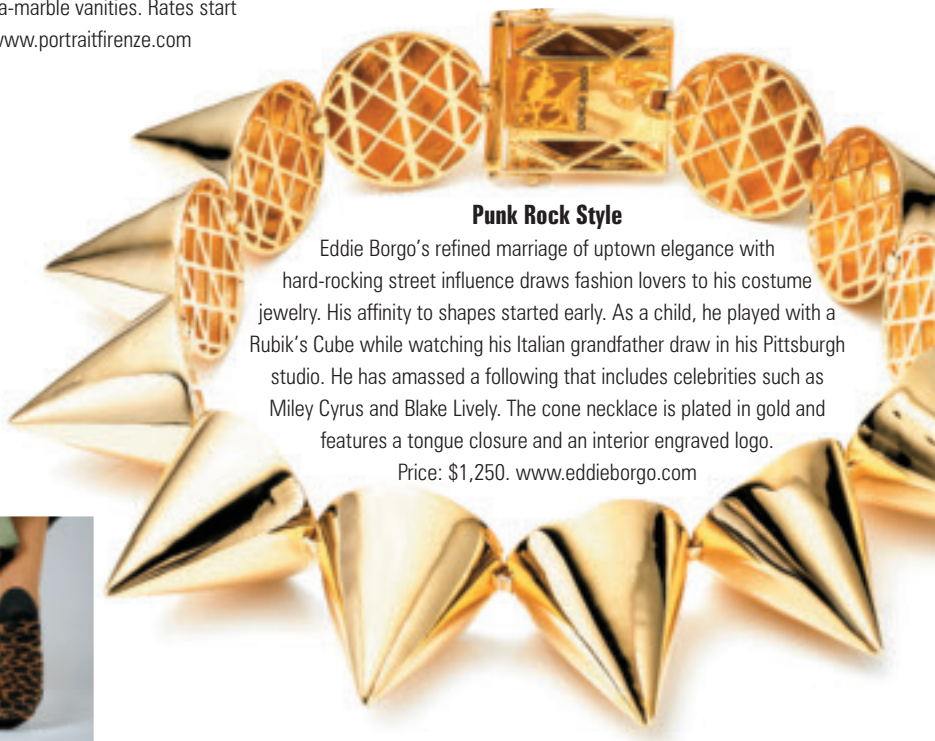 a-marble vanities. Rates start
www.portraitfirenze.com
Punk Rock Style
Eddie Borgo's refined marriage of uptown elegance with
hard-rocking street influence draws fashion lovers to his costume
jewelry. His affinity to shapes started early. As a child, he played with a
Rubik's Cube while watching his Italian grandfather draw in his Pittsburgh
studio. He has amassed a following that includes celebrities such as
Miley Cyrus and Blake Lively. The cone necklace is plated in gold and
features a tongue closure and an interior engraved logo.
Price: $1,250. www.eddieborgo.com